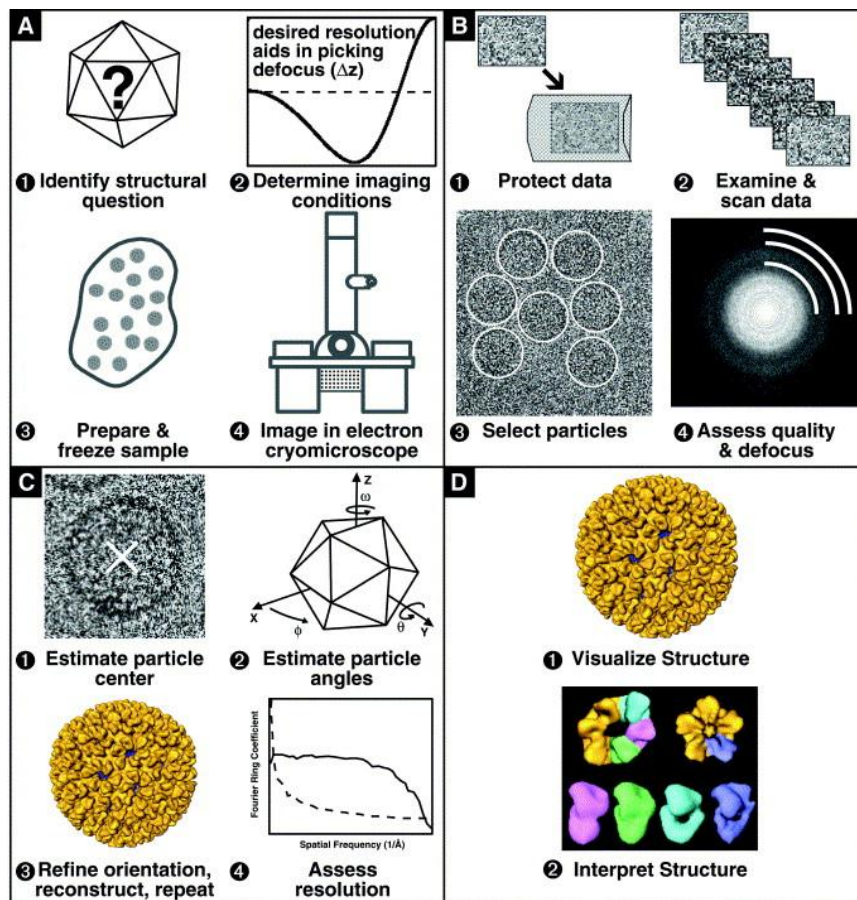 A
?
desired resolution
aids in picking
defocus (Δz)
❶ Identify structural
question
❷ Determine imaging
conditions
❸ Prepare &
freeze sample
❹ Image in electron
cryomicroscope
B
❶ Protect data
❷ Examine &
scan data
❸ Select particles
❹ Assess quality
& defocus
C
❶ Estimate particle
center
Z
ω
X
ϕ
θ
Y
❷ Estimate particle
angles
❸ Refine orientation,
reconstruct, repeat
Fourier Ring Coefficient
Spatial Frequency (1/Å)
❹ Assess
resolution
D
❶ Visualize Structure
❷ Interpret Structure